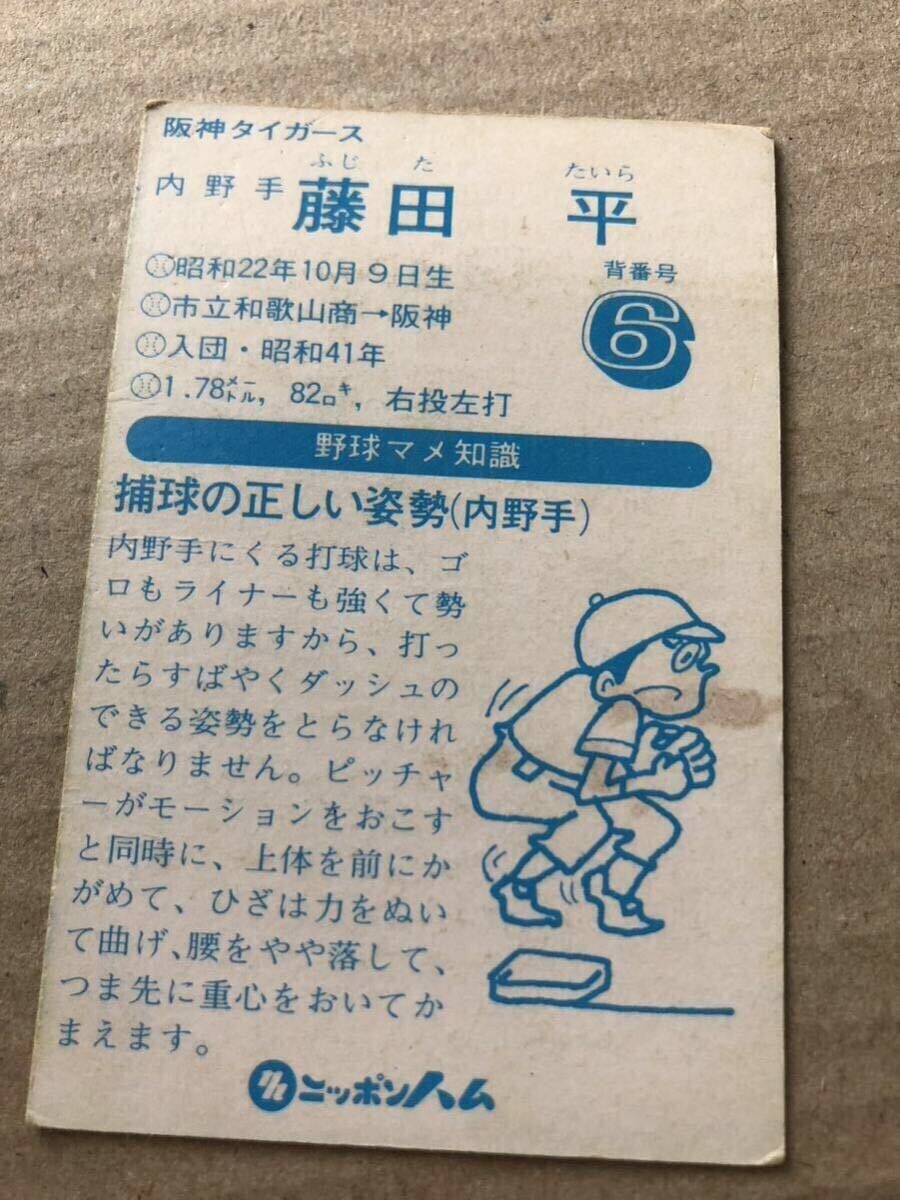 阪神タイガース
ふじ た たいら
内野手 藤田 平
昭和22年10月9日生
背番号
6
市立和歌山商→阪神
入団・昭和41年
1.78メートル, 82キロ, 右投左打
野球マメ知識
捕球の正しい姿勢(内野手)
内野手にくる打球は、ゴ
ロもライナーも強くて勢
いがありますから、打っ
たらすばやくダッシュの
できる姿勢をとらなけれ
ばなりません。ピッチャ
ーがモーションをおこす
と同時に、上体を前にか
がめて、ひざは力をぬい
て曲げ、腰をやや落して、
つま先に重心をおいてか
まえます。
ニッポンハム